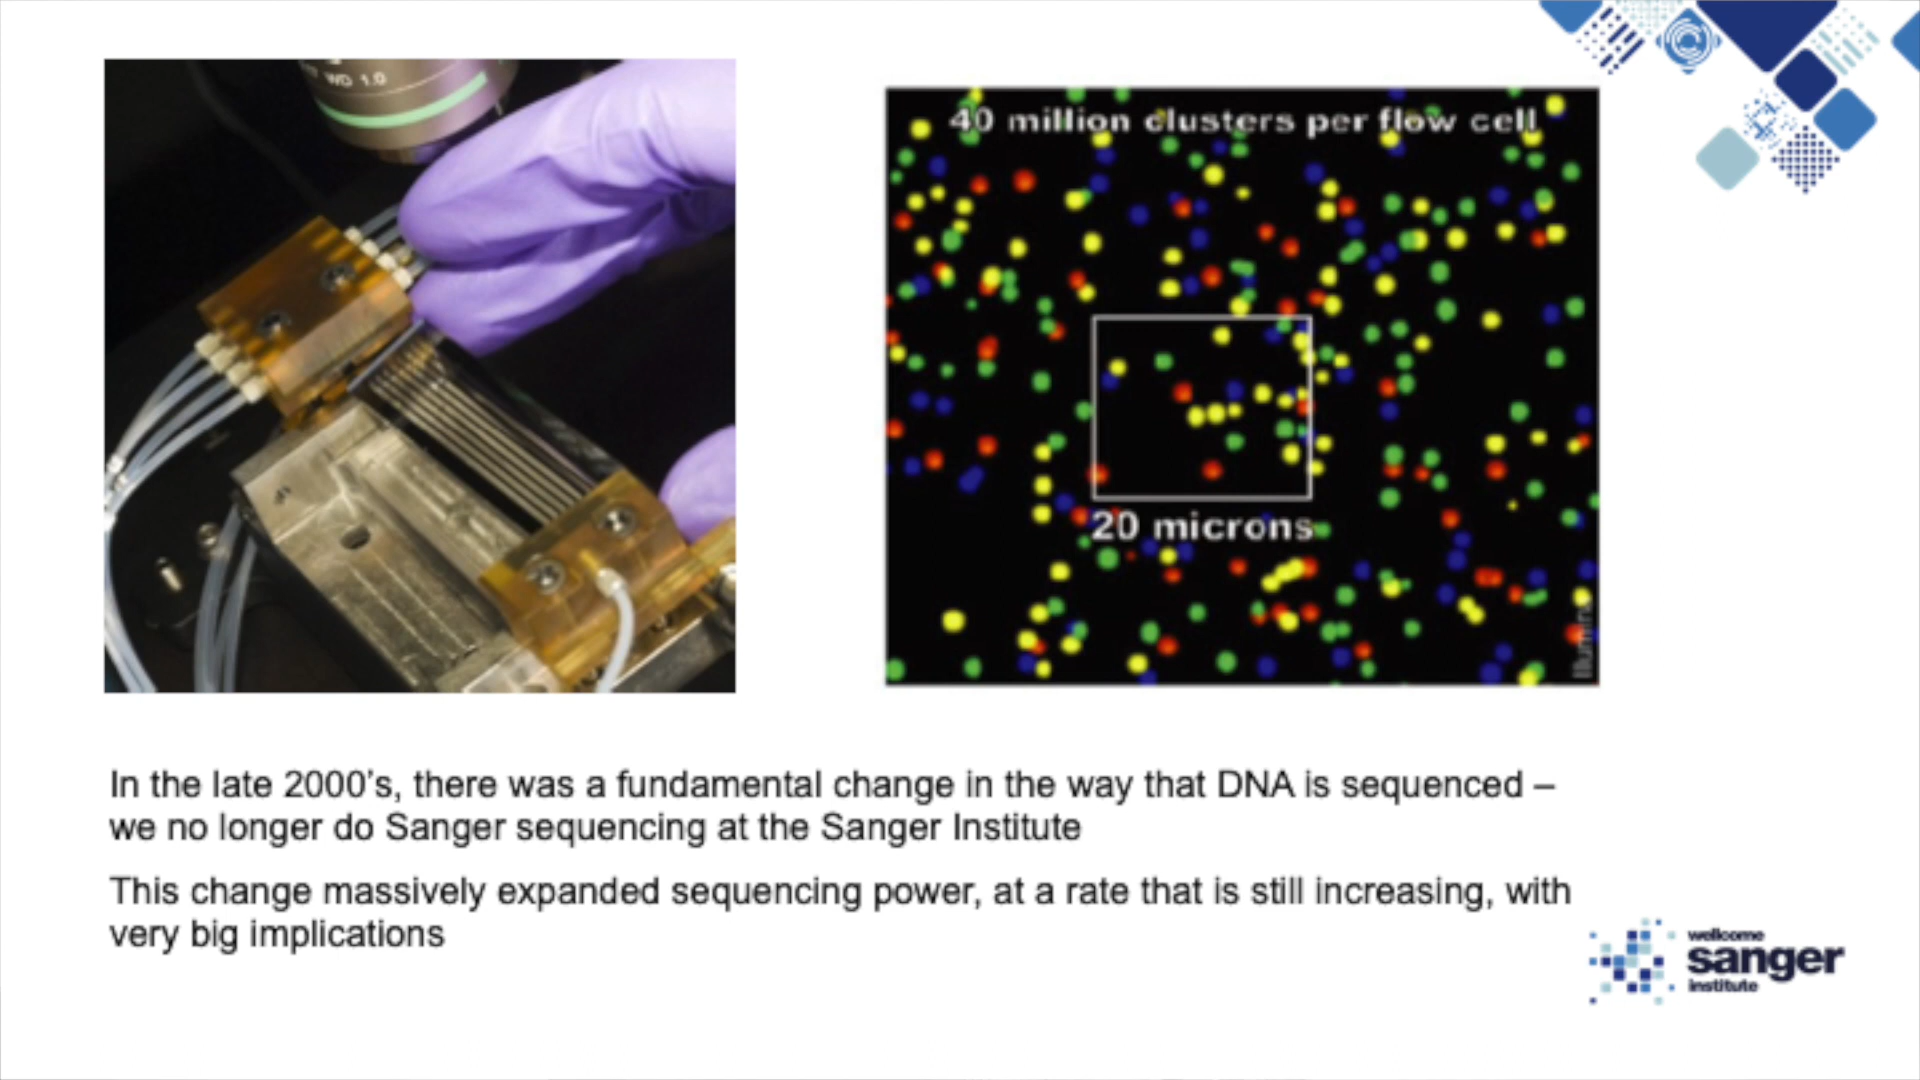 WD 1.0
40 million clusters per flow cell
20 microns
Illumina
In the late 2000's, there was a fundamental change in the way that DNA is sequenced –
we no longer do Sanger sequencing at the Sanger Institute
This change massively expanded sequencing power, at a rate that is still increasing, with
very big implications
wellcome
sanger
institute